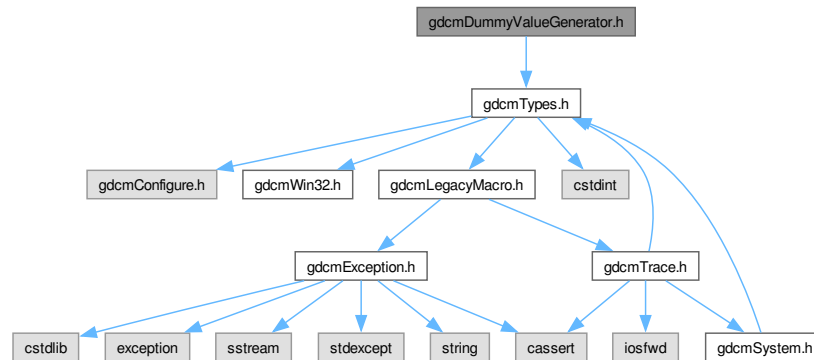 gdcmDummyValueGenerator.h
gdcmTypes.h
gdcmConfigure.h
gdcmWin32.h
gdcmLegacyMacro.h
cstdint
gdcmException.h
gdcmTrace.h
cstdlib
exception
sstream
stdexcept
string
cassert
iosfwd
gdcmSystem.h